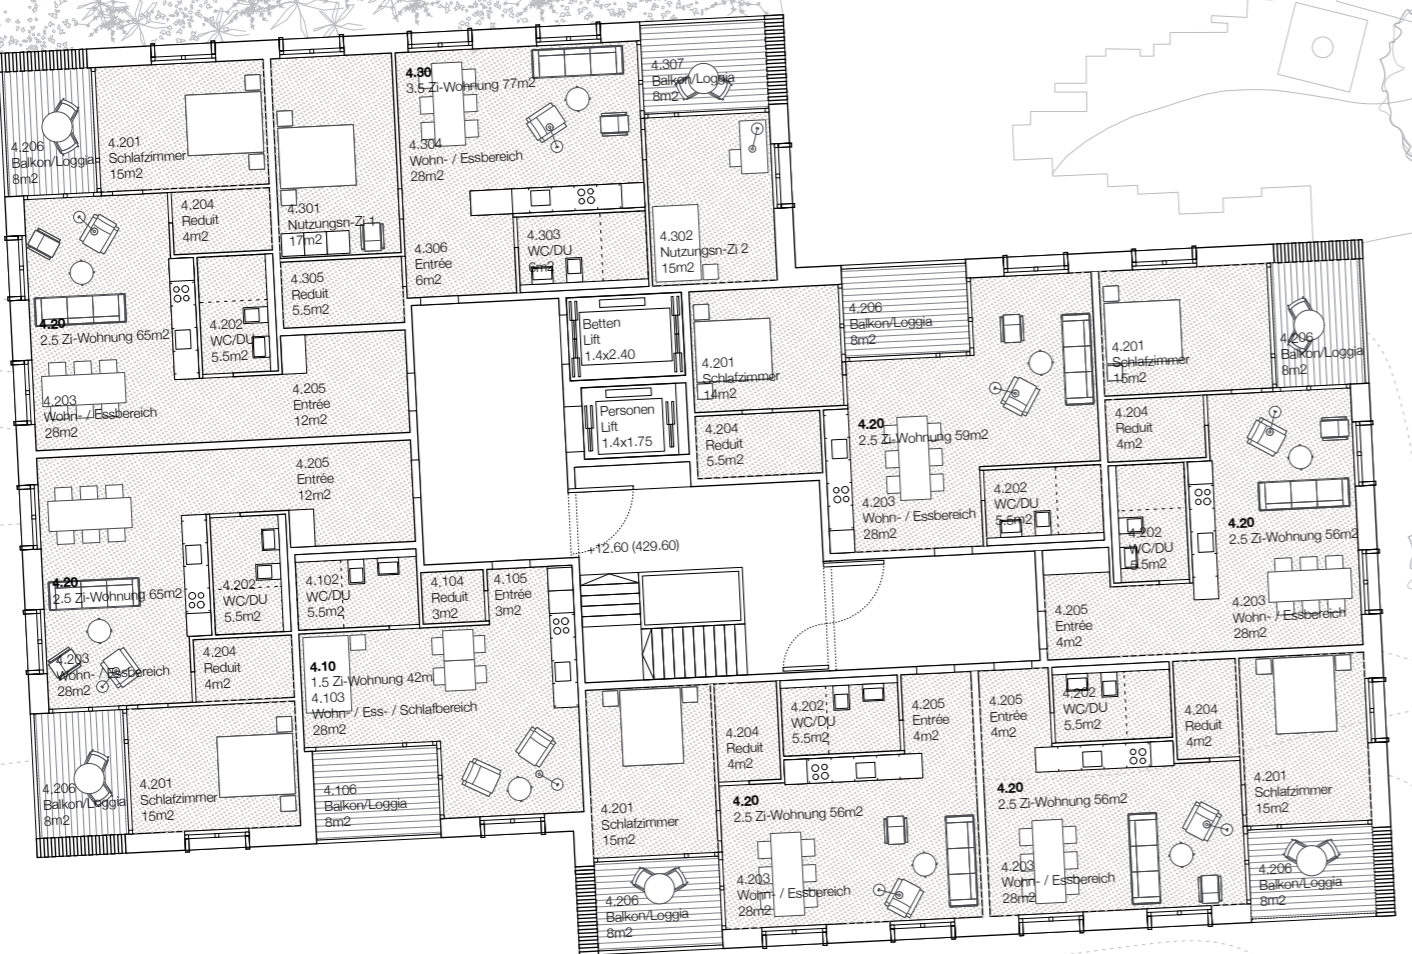 4.206
Balkon/Loggia
8m2
4.201
Schlafzimmer
15m2
4.204
Reduit
4m2
4.301
Nutzungsn-Zi 1
17m2
4.305
Reduit
5.5m2
4.30
3.5 Zi-Wohnung 77m2
4.304
Wohn- / Essbereich
28m2
4.306
Entrée
6m2
4.303
WC/DU
6m2
4.307
Balkon/Loggia
8m2
4.302
Nutzungsn-Zi 2
15m2
4.20
2.5 Zi-Wohnung 65m2
4.202
WC/DU
5.5m2
4.203
Wohn- / Essbereich
28m2
4.205
Entrée
12m2
Betten
Lift
1.4x2.40
Personen
Lift
1.4x1.75
4.201
Schlafzimmer
14m2
4.204
Reduit
5.5m2
4.206
Balkon/Loggia
8m2
4.20
2.5 Zi-Wohnung 59m2
4.203
Wohn- / Essbereich
28m2
4.202
WC/DU
5.5m2
4.201
Schlafzimmer
15m2
4.206
Balkon/Loggia
8m2
4.204
Reduit
4m2
4.202
WC/DU
5.5m2
4.20
2.5 Zi-Wohnung 56m2
4.203
Wohn- / Essbereich
28m2
4.205
Entrée
4m2
4.205
Entrée
12m2
4.20
2.5 Zi-Wohnung 65m2
4.202
WC/DU
5.5m2
4.203
Wohn- / Essbereich
28m2
4.204
Reduit
4m2
4.206
Balkon/Loggia
8m2
4.201
Schlafzimmer
15m2
4.102
WC/DU
5.5m2
4.104
Reduit
3m2
4.105
Entrée
3m2
4.10
1.5 Zi-Wohnung 42m
4.103
Wohn- / Ess- / Schlafbereich
28m2
4.106
Balkon/Loggia
8m2
+12.60 (429.60)
4.201
Schlafzimmer
15m2
4.206
Balkon/Loggia
8m2
4.204
Reduit
4m2
4.202
WC/DU
5.5m2
4.205
Entrée
4m2
4.20
2.5 Zi-Wohnung 56m2
4.203
Wohn- / Essbereich
28m2
4.205
Entrée
4m2
4.202
WC/DU
5.5m2
4.204
Reduit
4m2
4.20
2.5 Zi-Wohnung 56m2
4.203
Wohn- / Essbereich
28m2
4.201
Schlafzimmer
15m2
4.206
Balkon/Loggia
8m2